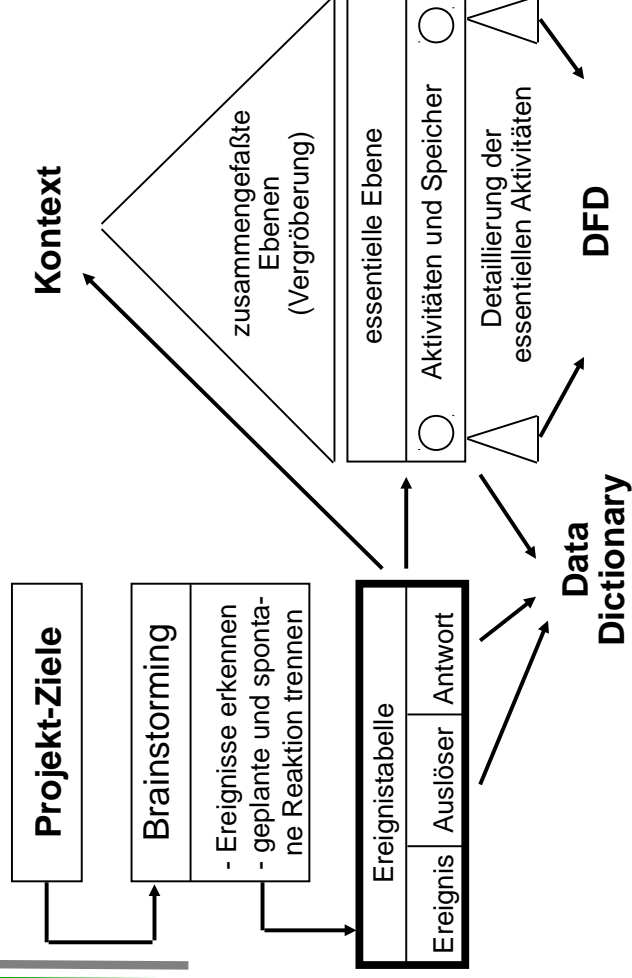 Projekt-Ziele
Brainstorming
- Ereignisse erkennen
- geplante und sponta-
ne Reaktion trennen
Ereignistabelle
Ereignis Auslöser Antwort
Kontext
zusammengefaßte
Ebenen
(Vergröberung)
essentielle Ebene
Aktivitäten und Speicher
Detaillierung der
essentiellen Aktivitäten
Data
Dictionary
DFD